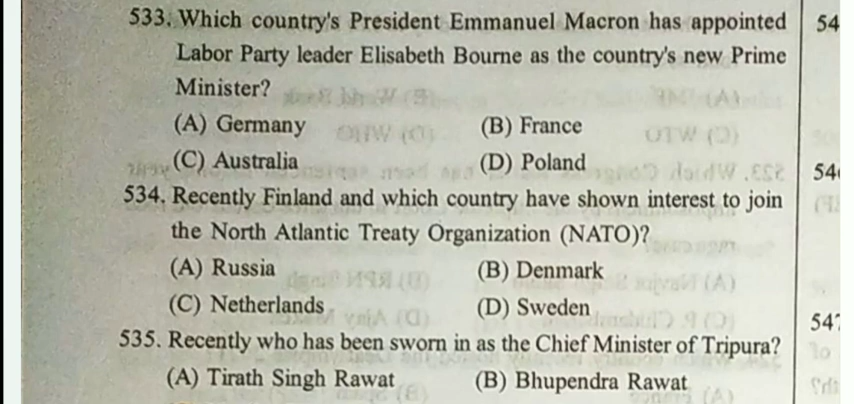 533. Which country's President Emmanuel Macron has appointed
Labor Party leader Elisabeth Bourne as the country's new Prime
Minister?
(A) Germany (B) France
(C) Australia (D) Poland
534. Recently Finland and which country have shown interest to join
the North Atlantic Treaty Organization (NATO)?
(A) Russia (B) Denmark
(C) Netherlands (D) Sweden
535. Recently who has been sworn in as the Chief Minister of Tripura?
(A) Tirath Singh Rawat (B) Bhupendra Rawat
54
54
54